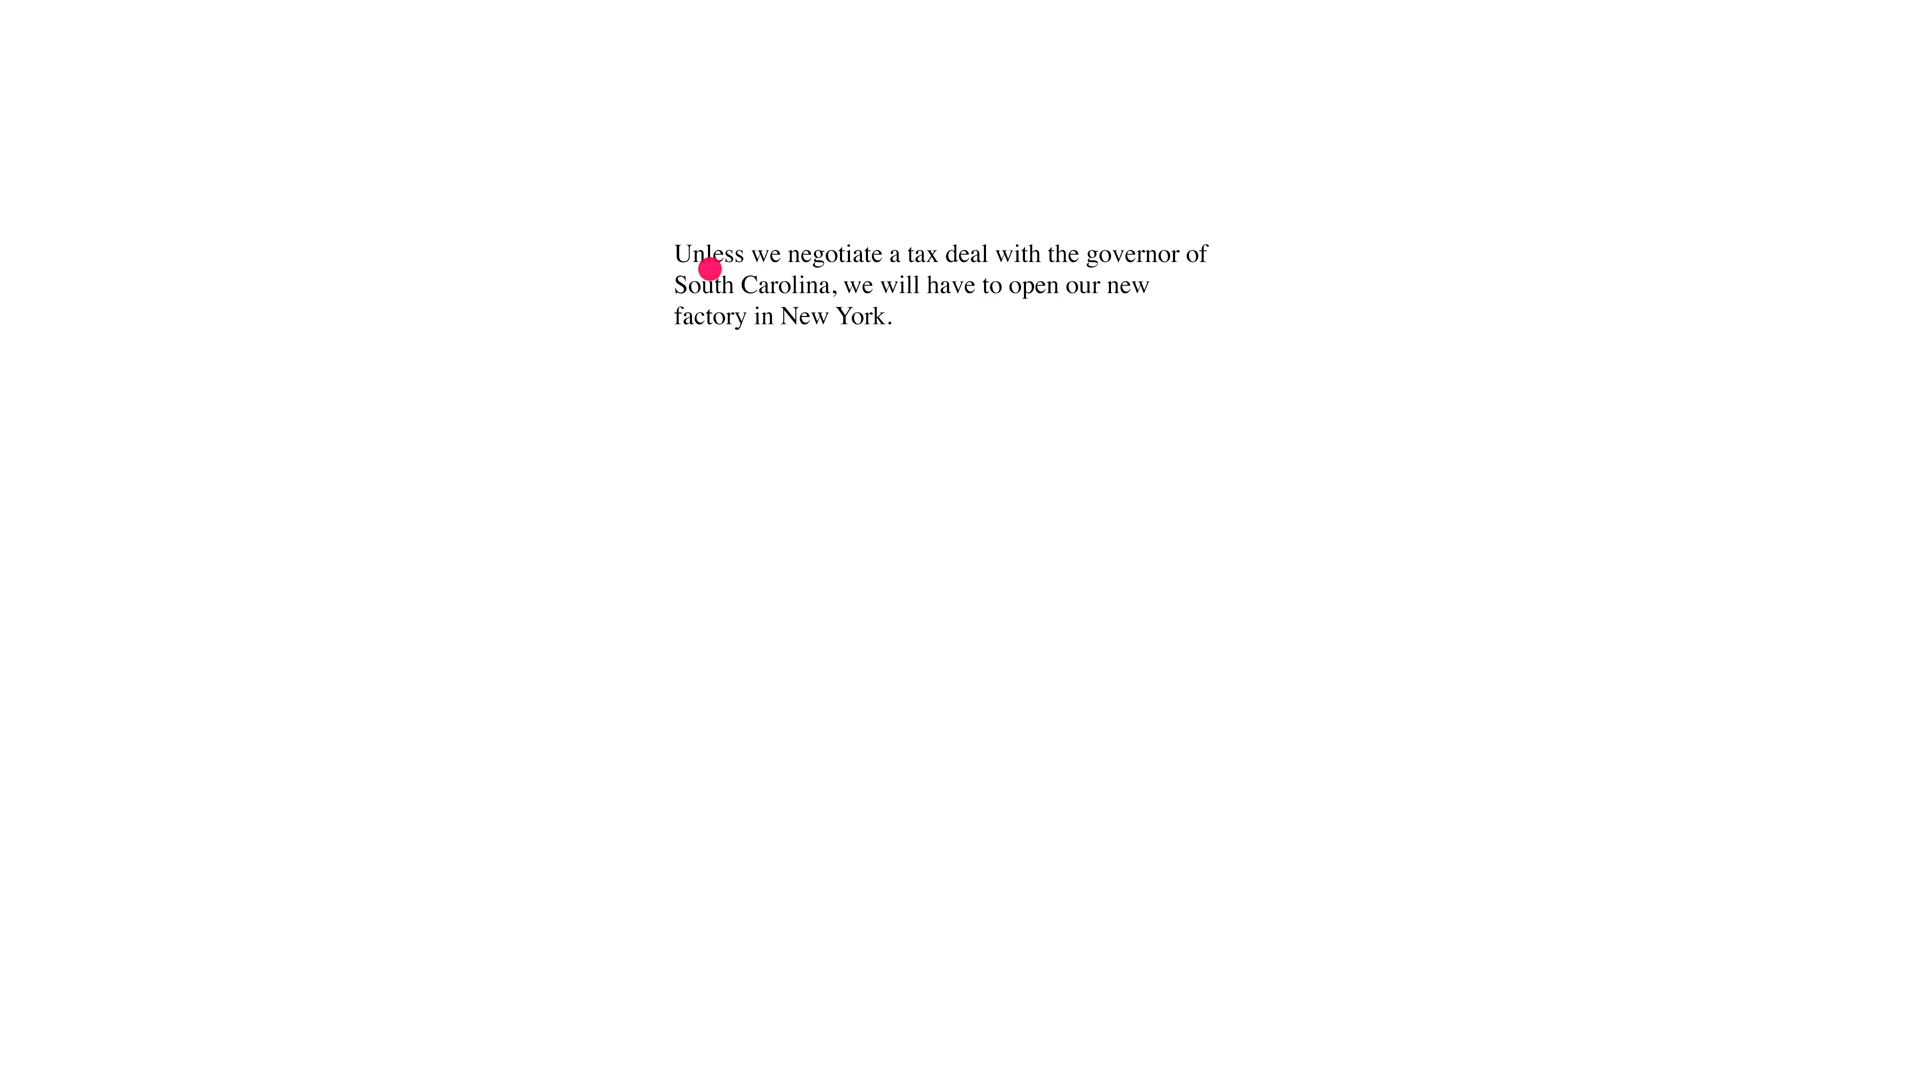 Unless we negotiate a tax deal with the governor of
South Carolina, we will have to open our new
factory in New York.